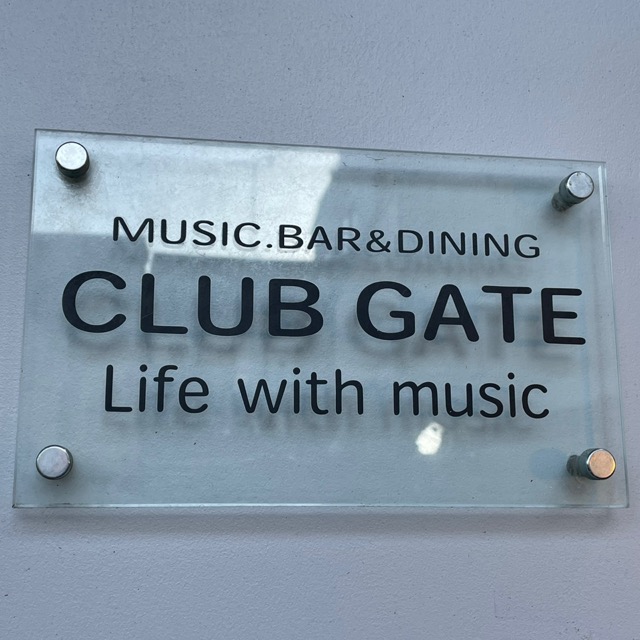 MUSIC.BAR&DINING
CLUB GATE
Life with music